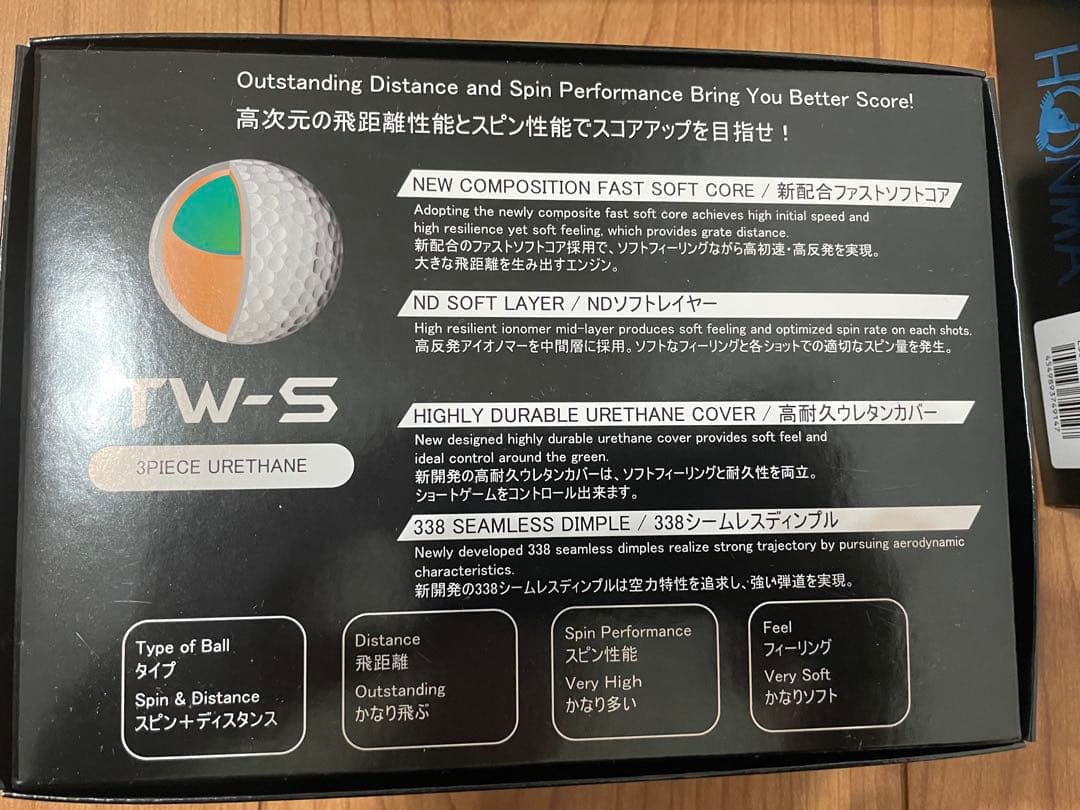 Outstanding Distance and Spin Performance Bring You Better Score!
高次元の飛距離性能とスピン性能でスコアアップを目指せ！
NEW COMPOSITION FAST SOFT CORE / 新配合ファストソフトコア
Adopting the newly composite fast soft core achieves high initial speed and
high resilience yet soft feeling, which provides grate distance.
新配合のファストソフトコア採用で、ソフトフィーリングながら高初速・高反発を実現。
大きな飛距離を生み出すエンジン。
ND SOFT LAYER / NDソフトレイヤー
High resilient ionomer mid-layer produces soft feeling and optimized spin rate on each shots.
高反発アイオノマーを中間層に採用。ソフトなフィーリングと各ショットでの適切なスピン量を発生。
TW-S
3PIECE URETHANE
HIGHLY DURABLE URETHANE COVER / 高耐久ウレタンカバー
New designed highly durable urethane cover provides soft feel and
ideal control around the green.
新開発の高耐久ウレタンカバーは、ソフトフィーリングと耐久性を両立。
ショートゲームをコントロール出来ます。
338 SEAMLESS DIMPLE / 338シームレスディンプル
Newly developed 338 seamless dimples realize strong trajectory by pursuing aerodynamic
characteristics.
新開発の338シームレスディンプルは空力特性を追求し、強い弾道を実現。
Type of Ball
タイプ
Spin & Distance
スピン＋ディスタンス
Distance
飛距離
Outstanding
かなり飛ぶ
Spin Performance
スピン性能
Very High
かなり多い
Feel
フィーリング
Very Soft
かなりソフト
HONMA
4549893749147